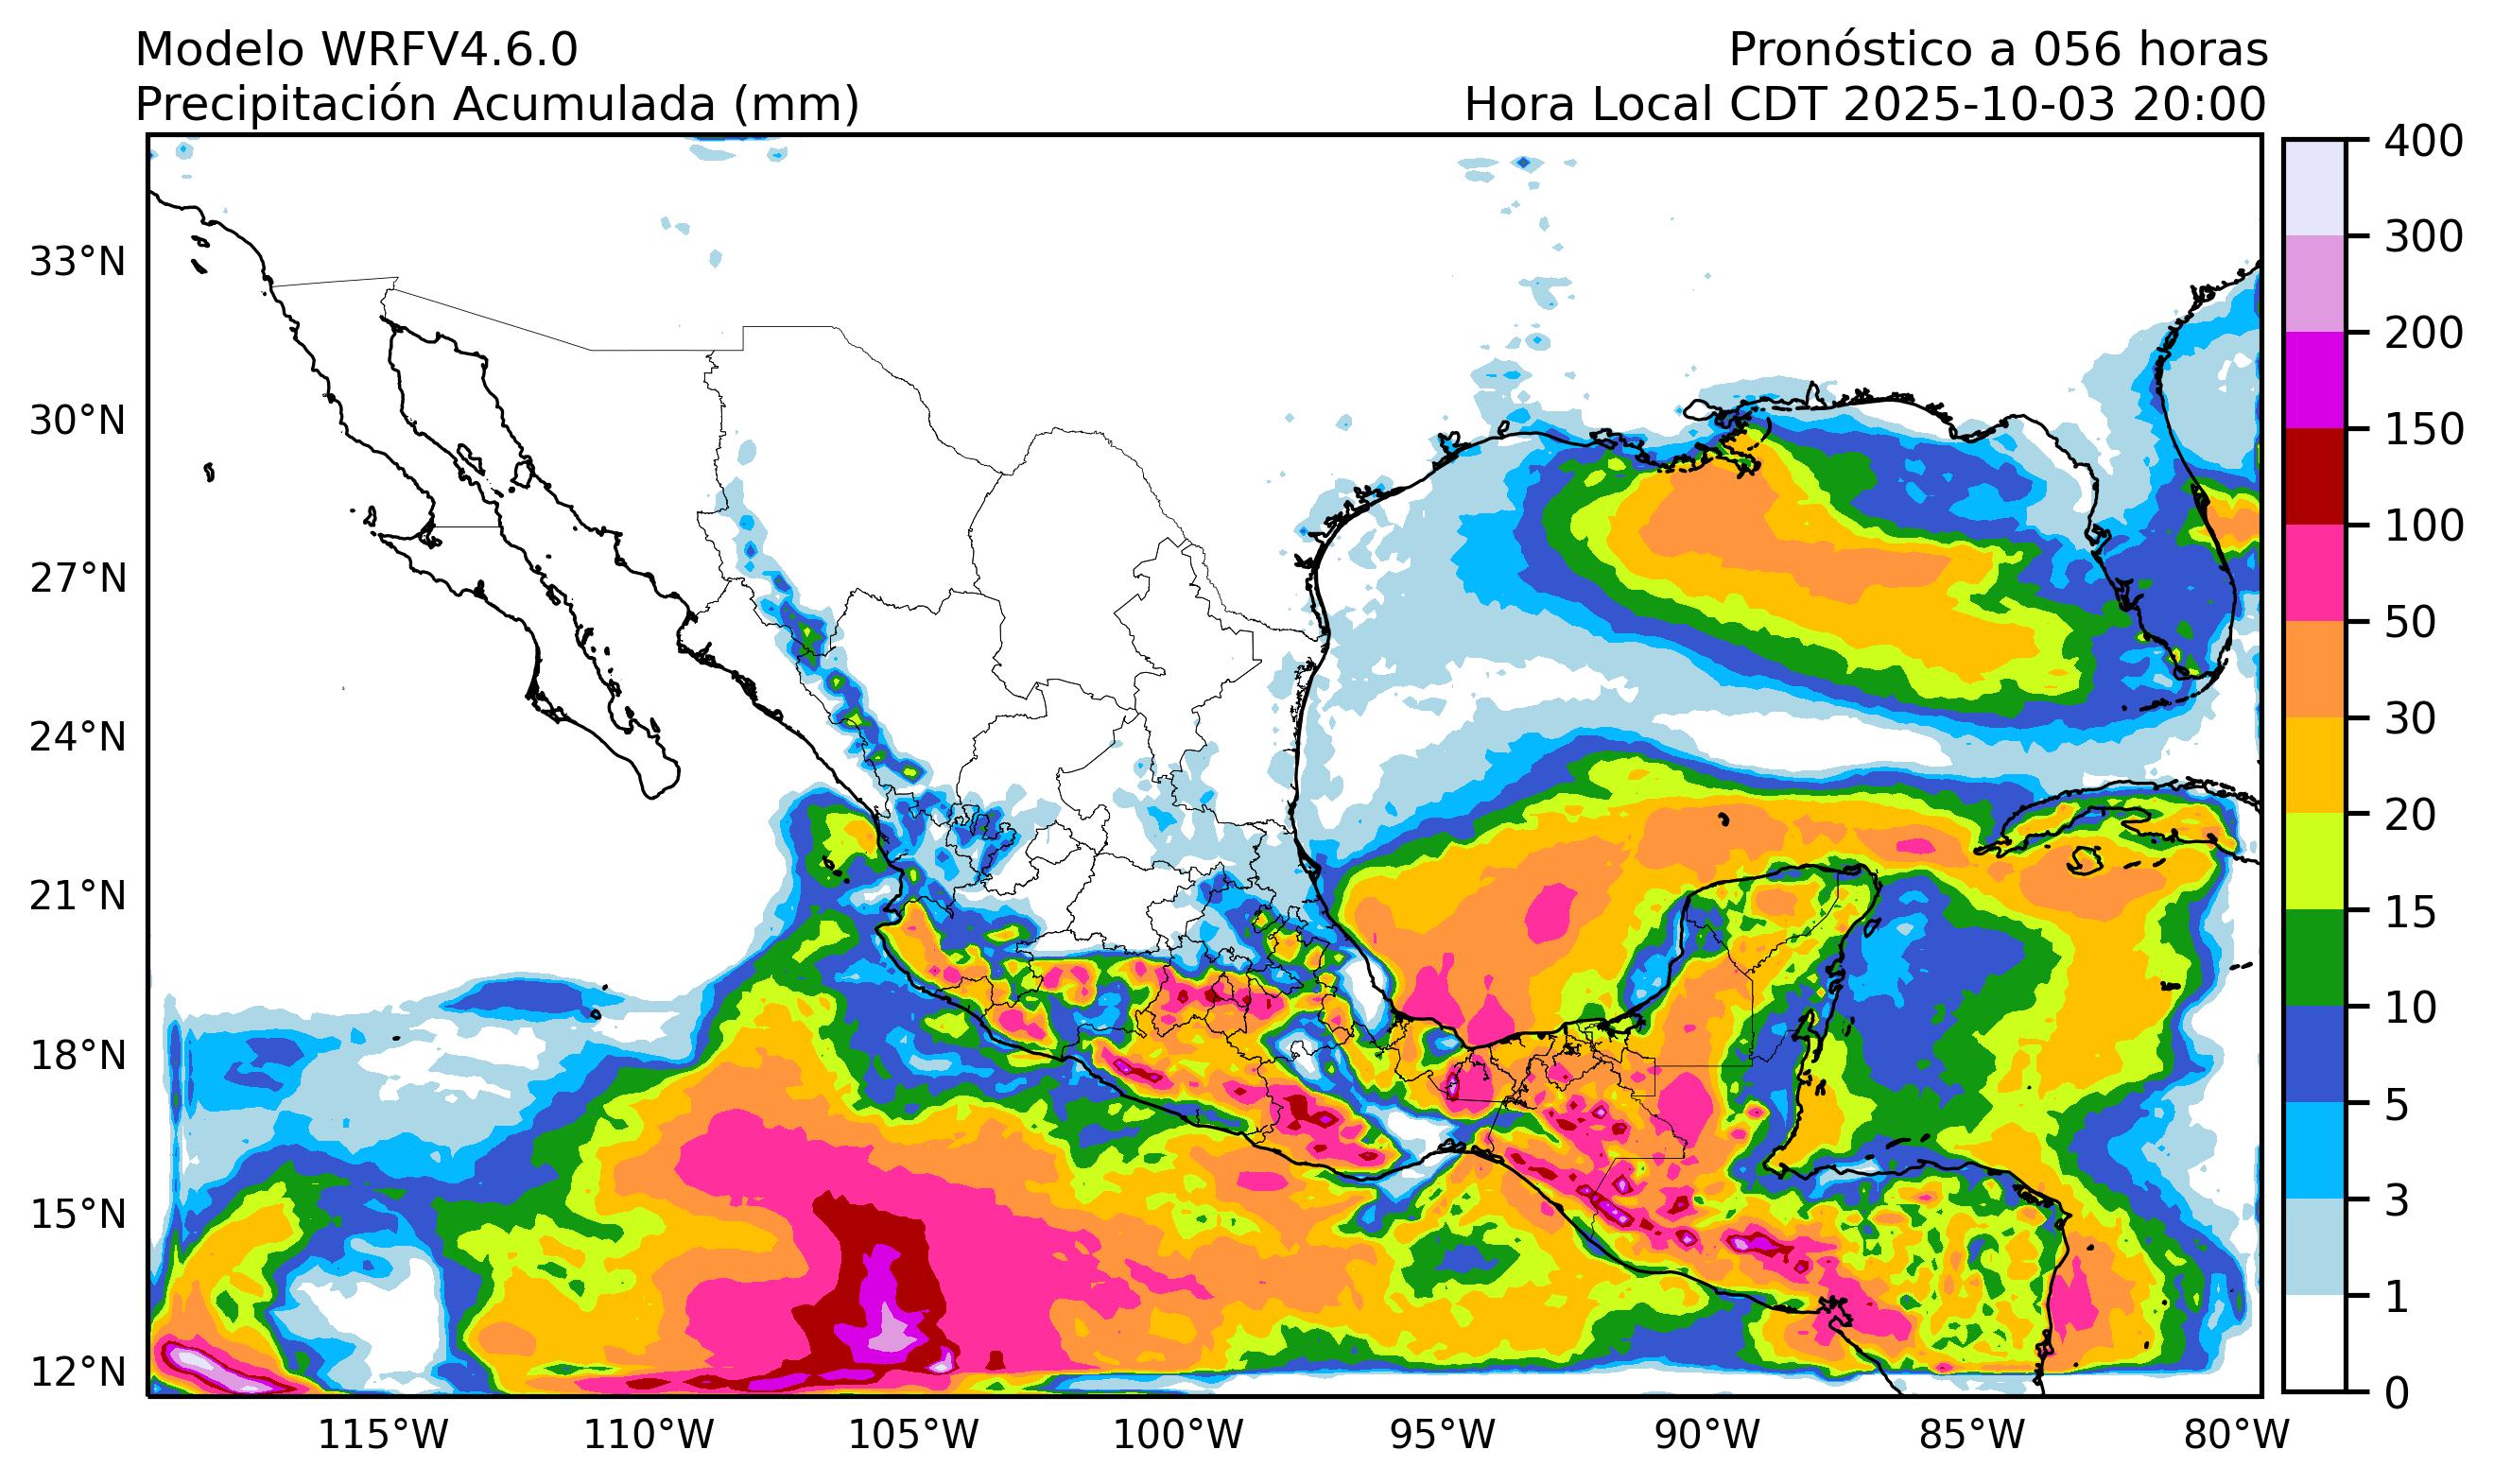 Modelo WRFV4.6.0
Pronóstico a 056 horas
Precipitación Acumulada (mm)
Hora Local CDT 2025-10-03 20:00
33°N
30°N
27°N
24°N
21°N
18°N
15°N
12°N
115°W
110°W
105°W
100°W
95°W
90°W
85°W
80°W
400
300
200
150
100
50
30
20
15
10
5
3
1
0